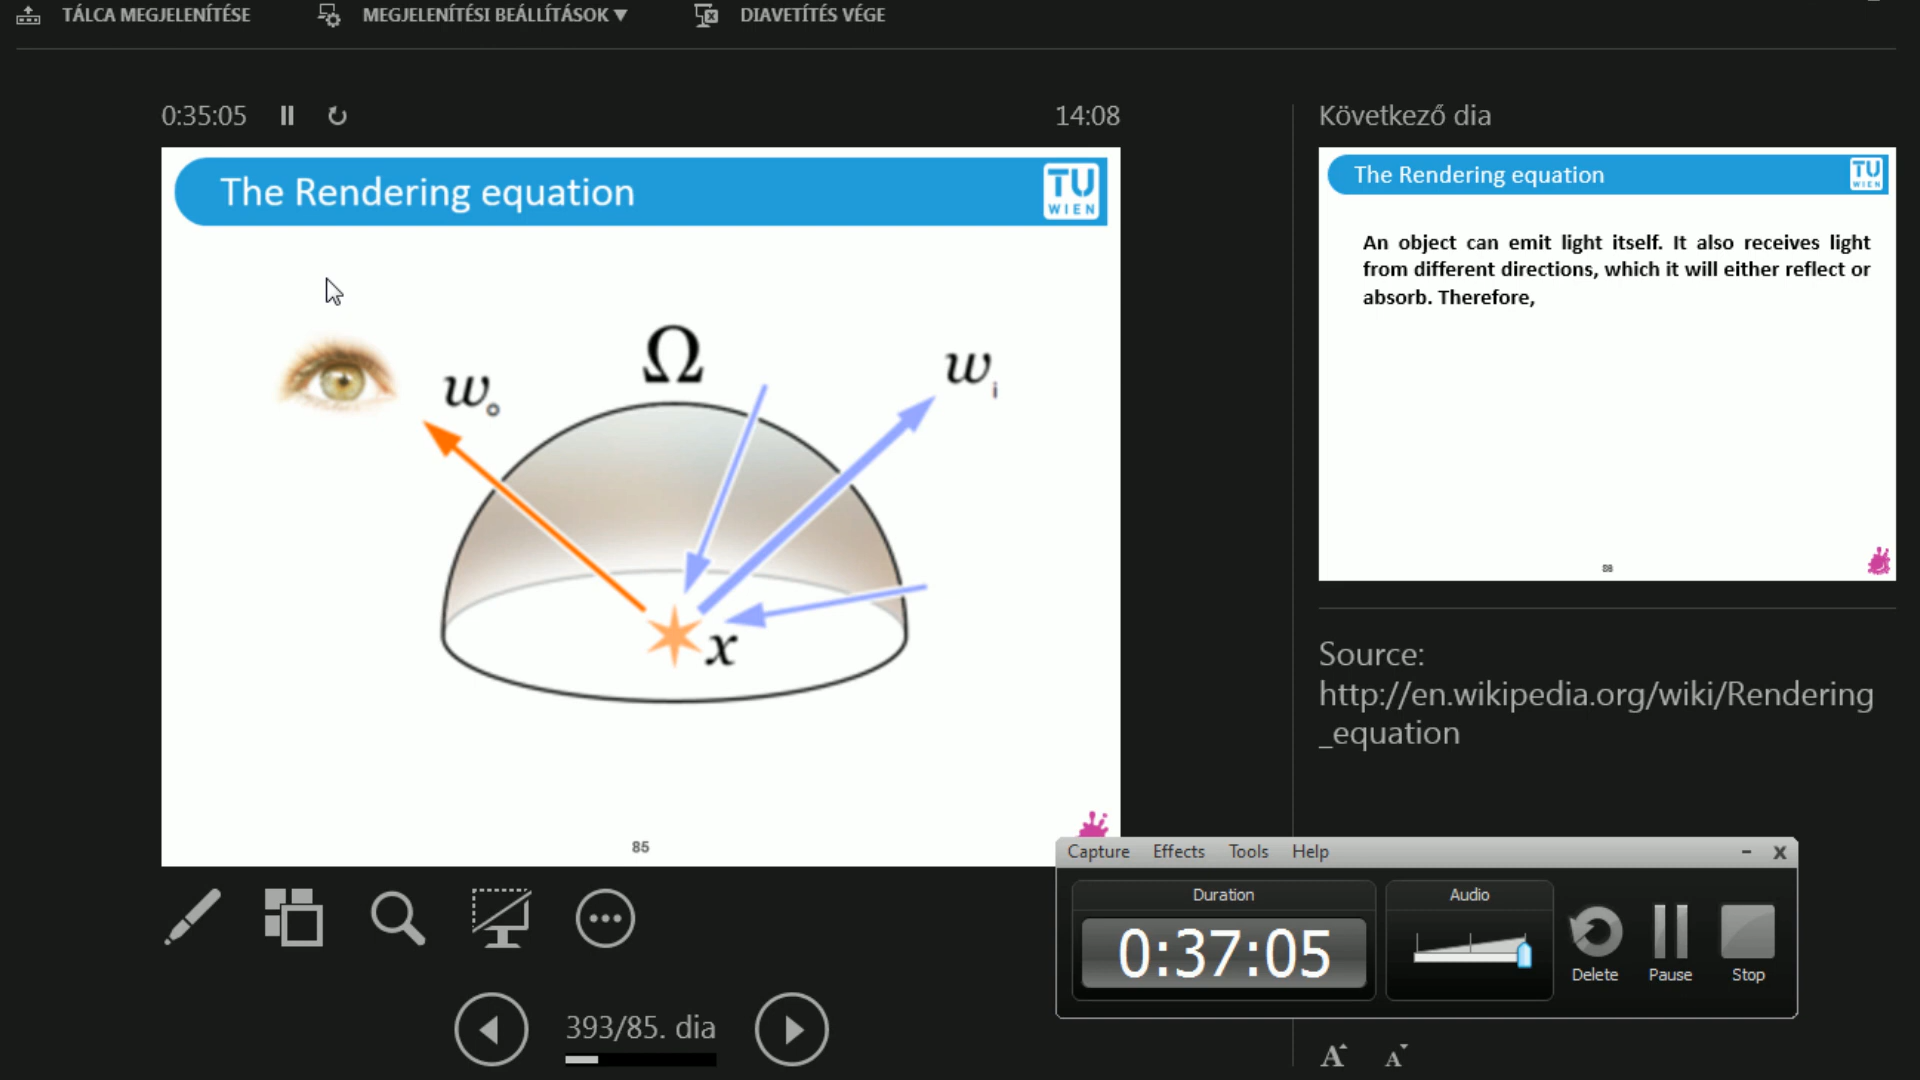 TÁLCA MEGJELENÍTÉSE
MEGJELENÍTÉSI BEÁLLÍTÁSOK ▼
DIAVETÍTÉS VÉGE
0:35:05
14:08
The Rendering equation
TU
WIEN
Ω
w o
w i
x
85
393/85. dia
Következő dia
The Rendering equation
TU
WIEN
An object can emit light itself. It also receives light
from different directions, which it will either reflect or
absorb. Therefore,
86
Source:
http://en.wikipedia.org/wiki/Rendering
_equation
Capture Effects Tools Help
Duration
0:37:05
Audio
Delete
Pause
Stop
A A